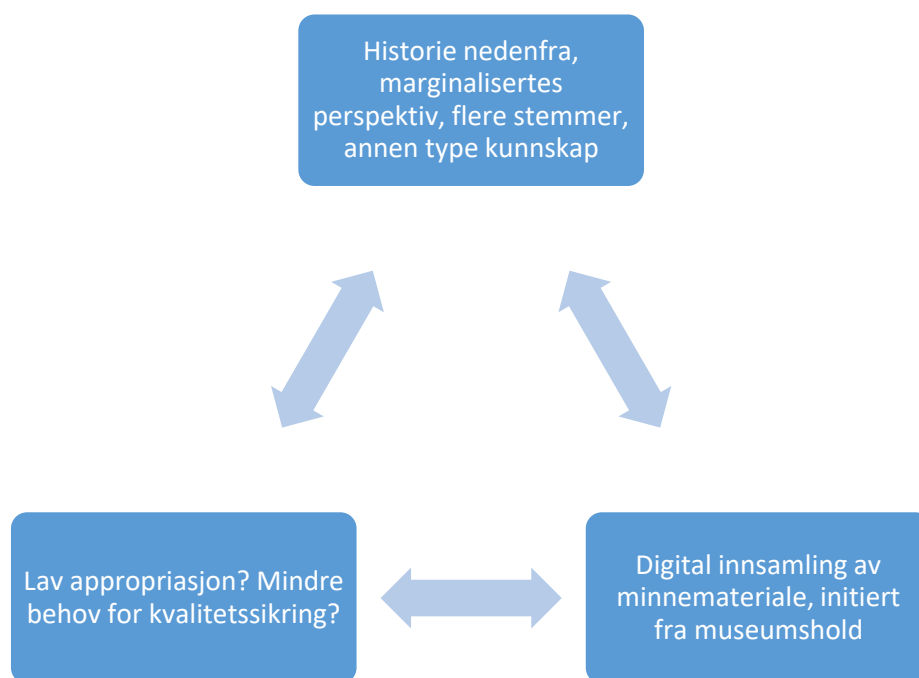 Historie nedenfra,
marginalisertes
perspektiv, flere stemmer,
annen type kunnskap
Lav appropriasjon? Mindre
behov for kvalitetssikring?
Digital innsamling av
minnemateriale, initiert
fra museumshold